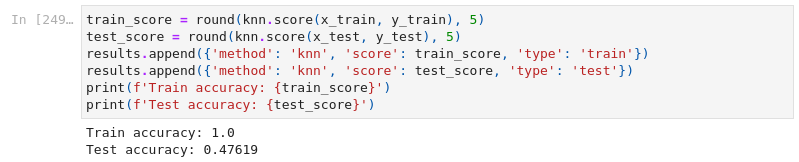 In [249…
train_score = round(knn.score(x_train, y_train), 5)
test_score = round(knn.score(x_test, y_test), 5)
results.append({'method': 'knn', 'score': train_score, 'type': 'train'})
results.append({'method': 'knn', 'score': test_score, 'type': 'test'})
print(f'Train accuracy: {train_score}')
print(f'Test accuracy: {test_score}')
Train accuracy: 1.0
Test accuracy: 0.47619